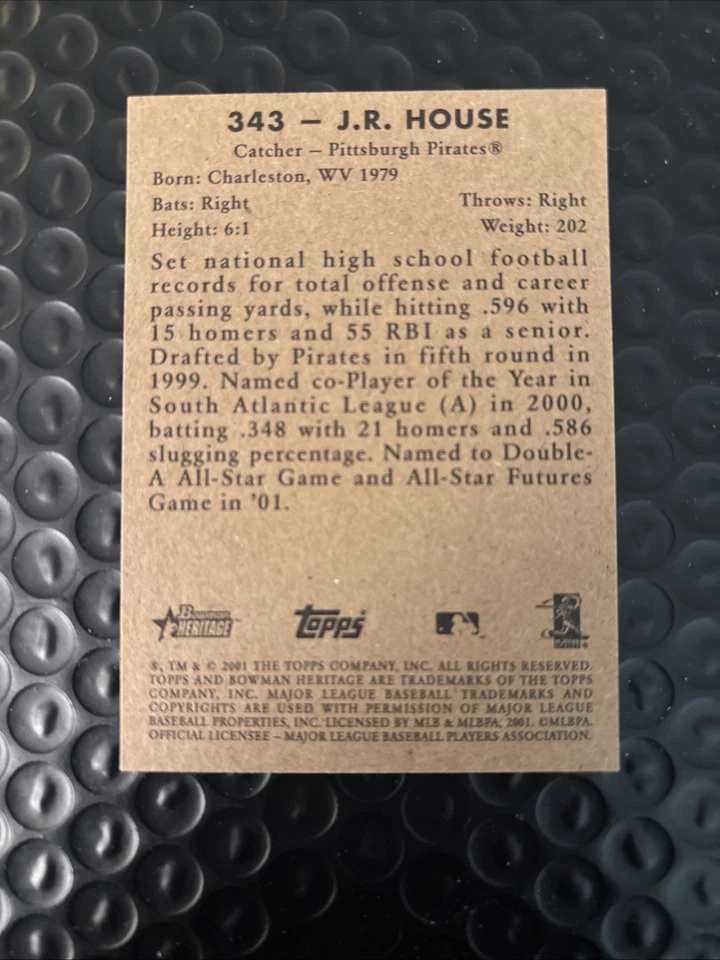 343 – J.R. HOUSE
Catcher – Pittsburgh Pirates®
Born: Charleston, WV 1979
Bats: Right Throws: Right
Height: 6:1 Weight: 202
Set national high school football
records for total offense and career
passing yards, while hitting .596 with
15 homers and 55 RBI as a senior.
Drafted by Pirates in fifth round in
1999. Named co-Player of the Year in
South Atlantic League (A) in 2000,
batting .348 with 21 homers and .586
slugging percentage. Named to Double-
A All-Star Game and All-Star Futures
Game in '01.
Bowman
HERITAGE
Topps
PLAYERS
®, TM & © 2001 THE TOPPS COMPANY, INC. ALL RIGHTS RESERVED.
TOPPS AND BOWMAN HERITAGE ARE TRADEMARKS OF THE TOPPS
COMPANY, INC. MAJOR LEAGUE BASEBALL TRADEMARKS AND
COPYRIGHTS ARE USED WITH PERMISSION OF MAJOR LEAGUE
BASEBALL PROPERTIES, INC. LICENSED BY MLB & MLBPA, 2001. ©MLBPA.
OFFICIAL LICENSEE – MAJOR LEAGUE BASEBALL PLAYERS ASSOCIATION.